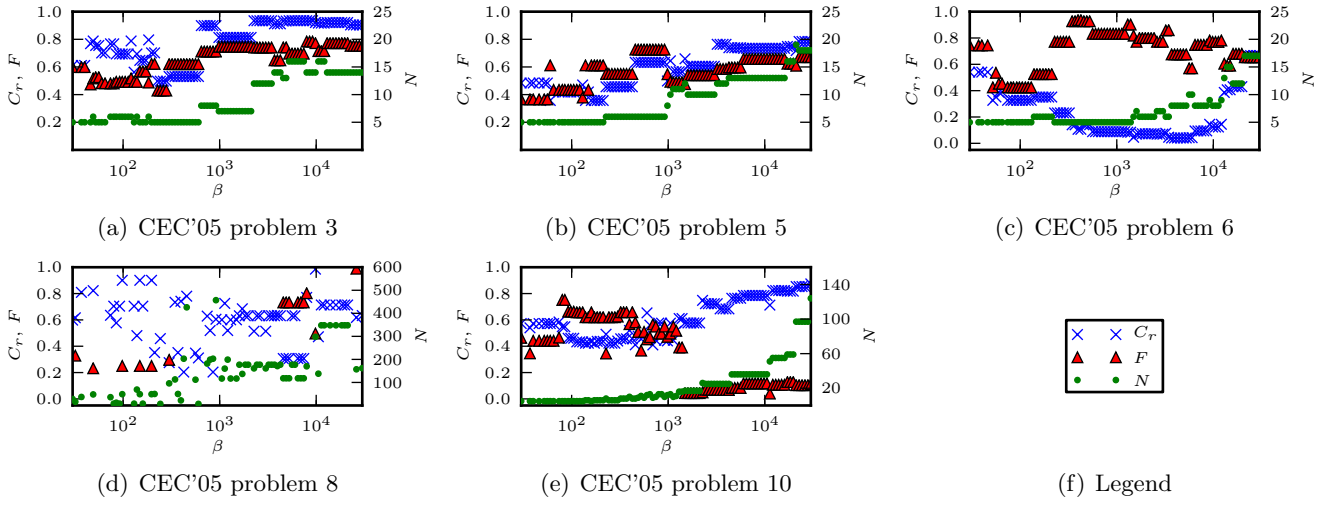 1.0
0.8
0.6
0.4
0.2
C_r, F
25
20
15
10
5
N
10^2 10^3 10^4
β
(a) CEC'05 problem 3
1.0
0.8
0.6
0.4
0.2
C_r, F
25
20
15
10
5
N
10^2 10^3 10^4
β
(b) CEC'05 problem 5
1.0
0.8
0.6
0.4
0.2
0.0
C_r, F
25
20
15
10
5
N
10^2 10^3 10^4
β
(c) CEC'05 problem 6
1.0
0.8
0.6
0.4
0.2
0.0
C_r, F
600
500
400
300
200
100
N
10^2 10^3 10^4
β
(d) CEC'05 problem 8
1.0
0.8
0.6
0.4
0.2
0.0
C_r, F
140
100
60
20
N
10^2 10^3 10^4
β
(e) CEC'05 problem 10
C_r
F
N
(f) Legend